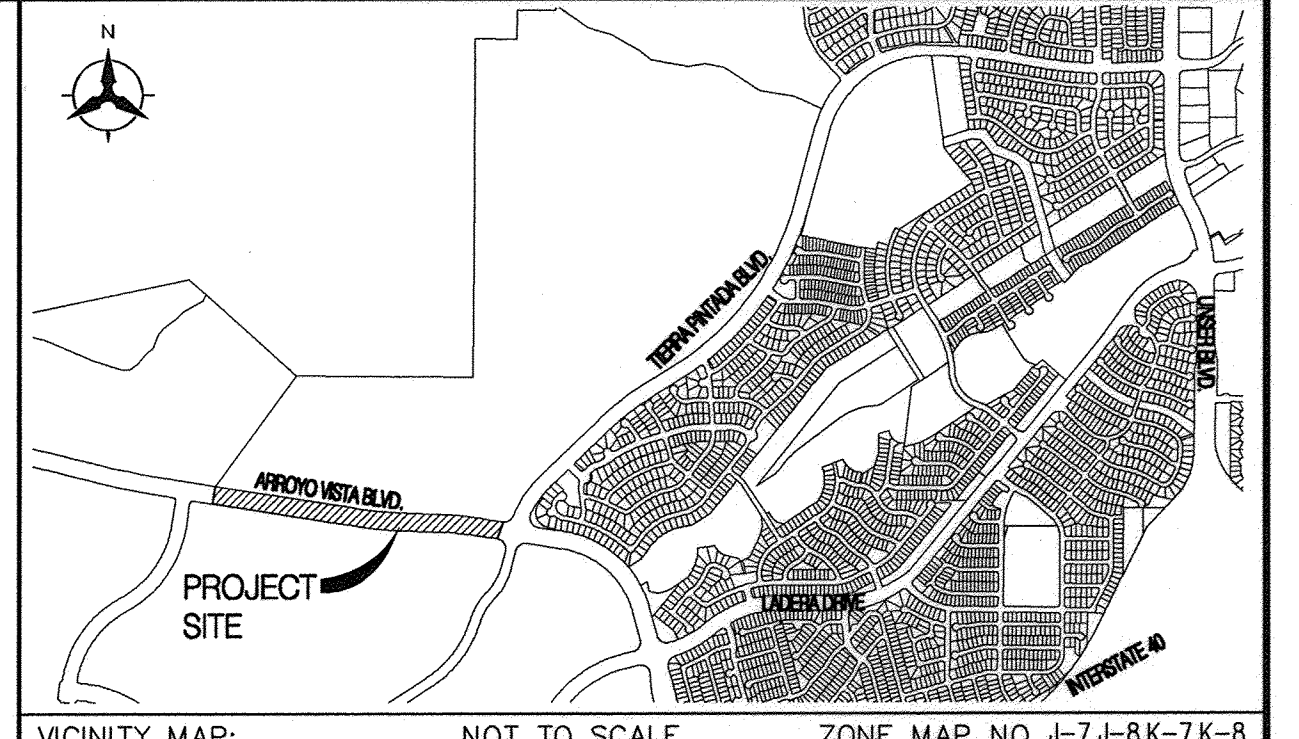 N
TIERRA PINTADA BLVD.
UNSER BLVD.
ARROYO VISTA BLVD.
PROJECT
SITE
LADERA DRIVE
INTERSTATE 40
VICINITY MAP:
NOT TO SCALE
ZONE MAP NO. J-7,J-8,K-7,K-8